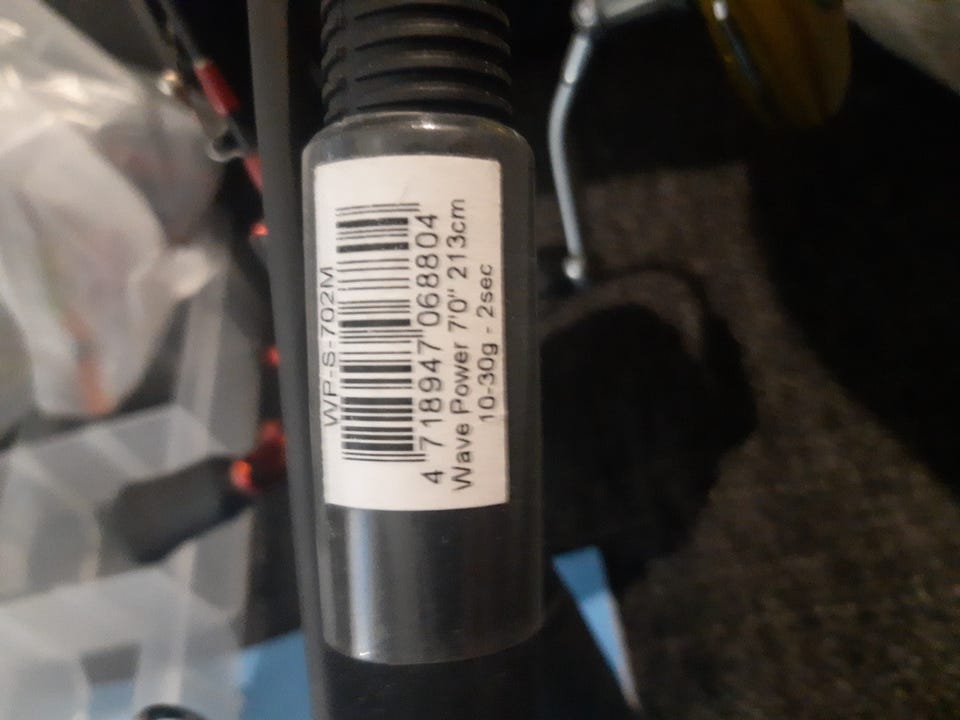 WP-S-702M
4 718947 068804
Wave Power 7'0" 213cm
10-30g - 2sec